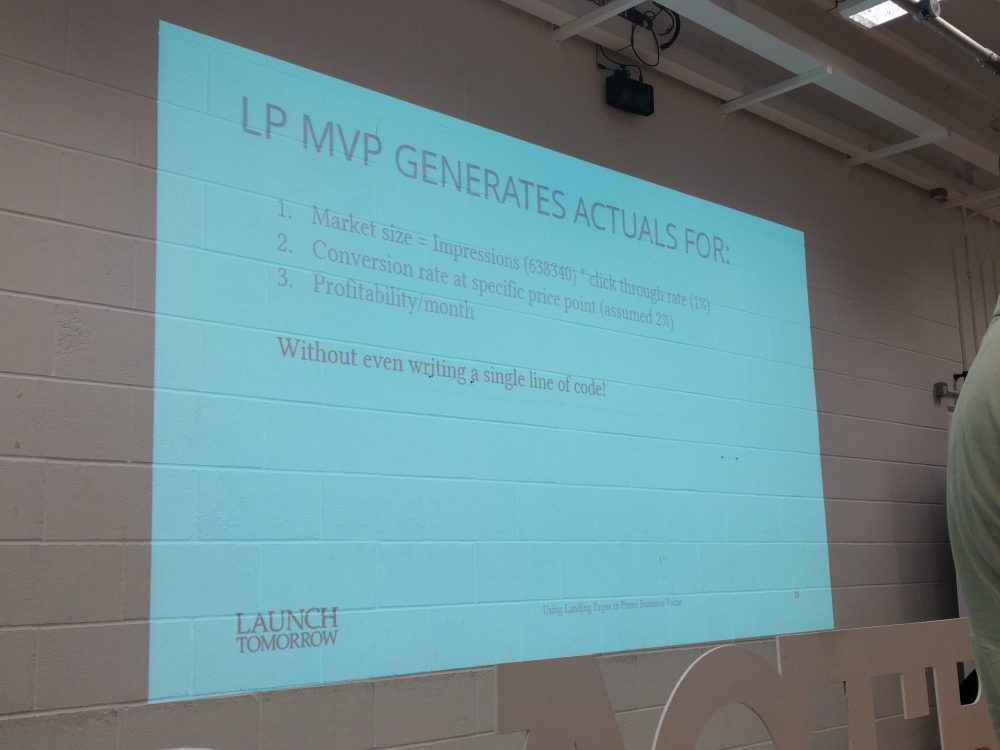 LP MVP GENERATES ACTUALS FOR:
1. Market size = Impressions (638340) * click through rate (1%)
2. Conversion rate at specific price point (assumed 2%)
3. Profitability/month
Without even writing a single line of code!
LAUNCH
TOMORROW
Using Landing Pages to Prove Business Value